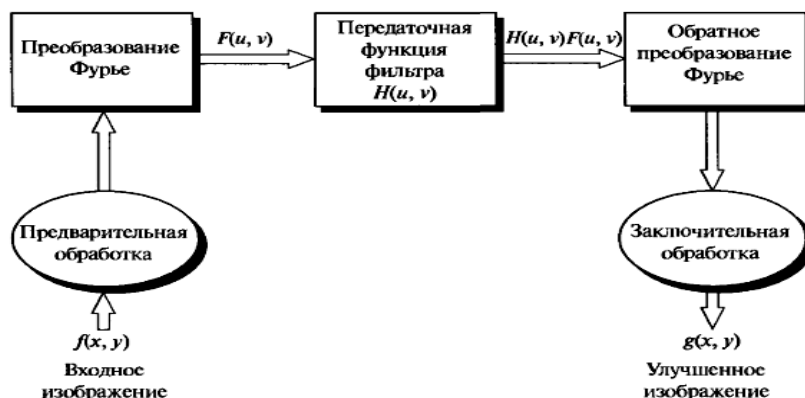 Преобразование
Фурье
F(u, v)
Передаточная
функция
фильтра
H(u, v)
H(u, v)F(u, v)
Обратное
преобразование
Фурье
Предварительная
обработка
Заключительная
обработка
f(x, y)
Входное
изображение
g(x, y)
Улучшенное
изображение